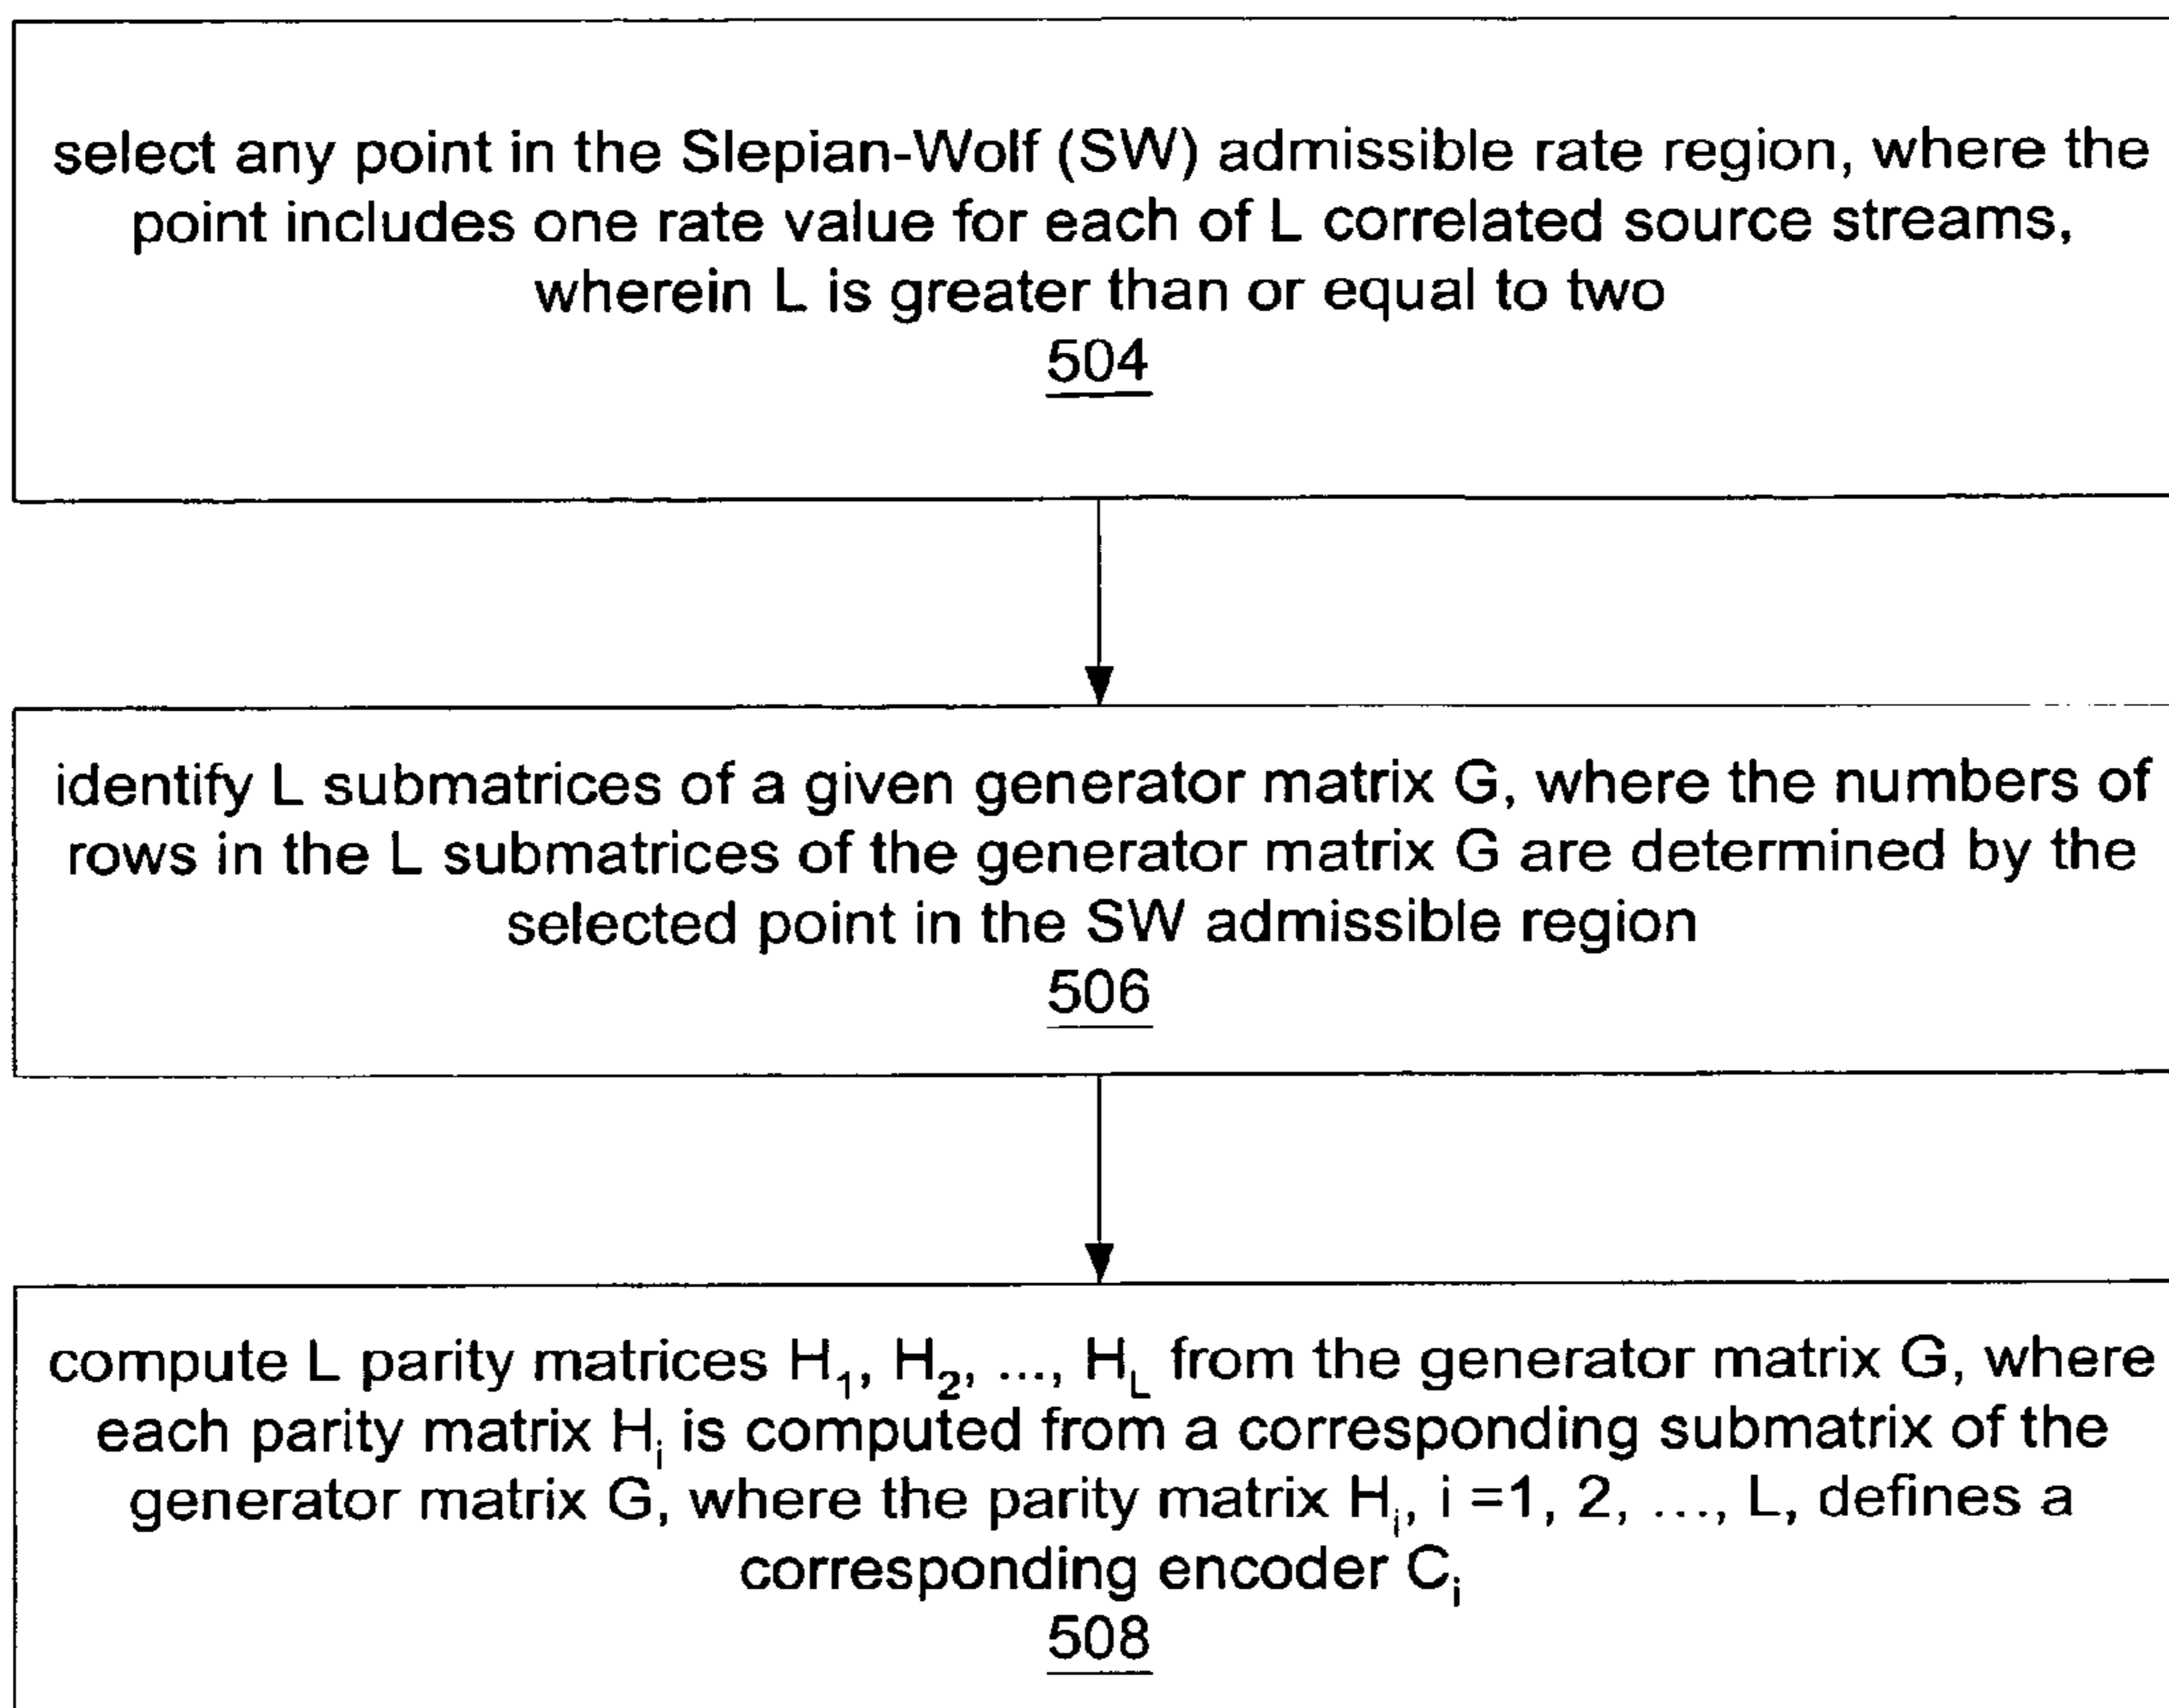 select any point in the Slepian-Wolf (SW) admissible rate region, where the
point includes one rate value for each of L correlated source streams,
wherein L is greater than or equal to two
504
identify L submatrices of a given generator matrix G, where the numbers of
rows in the L submatrices of the generator matrix G are determined by the
selected point in the SW admissible region
506
compute L parity matrices H₁, H₂, ..., H_L from the generator matrix G, where
each parity matrix Hᵢ is computed from a corresponding submatrix of the
generator matrix G, where the parity matrix Hᵢ, i =1, 2, ..., L, defines a
corresponding encoder Cᵢ
508